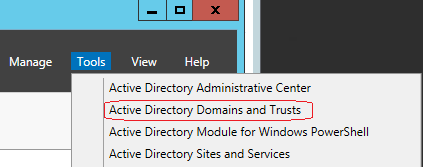 Manage Tools View Help
Active Directory Administrative Center
Active Directory Domains and Trusts
Active Directory Module for Windows PowerShell
Active Directory Sites and Services